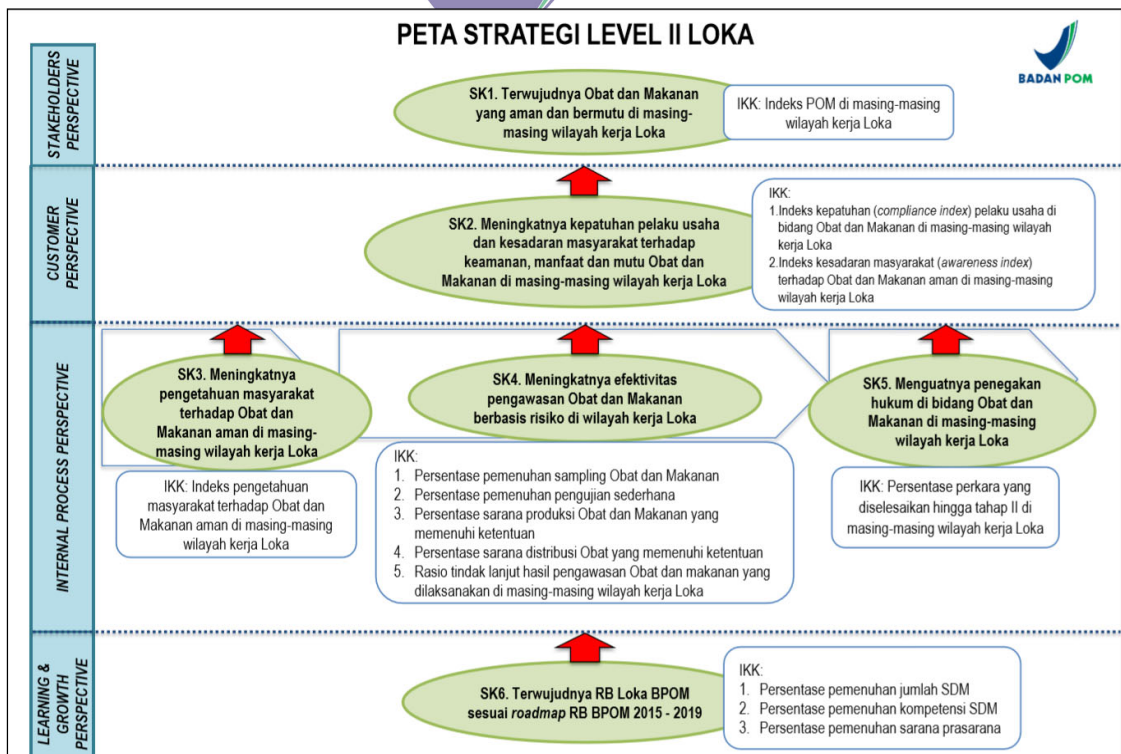 PETA STRATEGI LEVEL II LOKA
BADAN POM
STAKEHOLDERS
PERSPECTIVE
SK1. Terwujudnya Obat dan Makanan
yang aman dan bermutu di masing-
masing wilayah kerja Loka
IKK: Indeks POM di masing-masing
wilayah kerja Loka
CUSTOMER
PERSPECTIVE
SK2. Meningkatnya kepatuhan pelaku usaha
dan kesadaran masyarakat terhadap
keamanan, manfaat dan mutu Obat dan
Makanan di masing-masing wilayah kerja Loka
IKK:
1.Indeks kepatuhan (compliance index) pelaku usaha di
bidang Obat dan Makanan di masing-masing wilayah
kerja Loka
2.Indeks kesadaran masyarakat (awareness index)
terhadap Obat dan Makanan aman di masing-masing
wilayah kerja Loka
INTERNAL PROCESS PERSPECTIVE
SK3. Meningkatnya
pengetahuan masyarakat
terhadap Obat dan
Makanan aman di masing-
masing wilayah kerja Loka
IKK: Indeks pengetahuan
masyarakat terhadap Obat dan
Makanan aman di masing-masing
wilayah kerja Loka
SK4. Meningkatnya efektivitas
pengawasan Obat dan Makanan
berbasis risiko di wilayah kerja Loka
IKK:
1. Persentase pemenuhan sampling Obat dan Makanan
2. Persentase pemenuhan pengujian sederhana
3. Persentase sarana produksi Obat dan Makanan yang
memenuhi ketentuan
4. Persentase sarana distribusi Obat yang memenuhi ketentuan
5. Rasio tindak lanjut hasil pengawasan Obat dan makanan yang
dilaksanakan di masing-masing wilayah kerja Loka
SK5. Menguatnya penegakan
hukum di bidang Obat dan
Makanan di masing-masing
wilayah kerja Loka
IKK: Persentase perkara yang
diselesaikan hingga tahap II di
masing-masing wilayah kerja Loka
LEARNING &
GROWTH
PERSPECTIVE
SK6. Terwujudnya RB Loka BPOM
sesuai roadmap RB BPOM 2015 - 2019
IKK:
1. Persentase pemenuhan jumlah SDM
2. Persentase pemenuhan kompetensi SDM
3. Persentase pemenuhan sarana prasarana